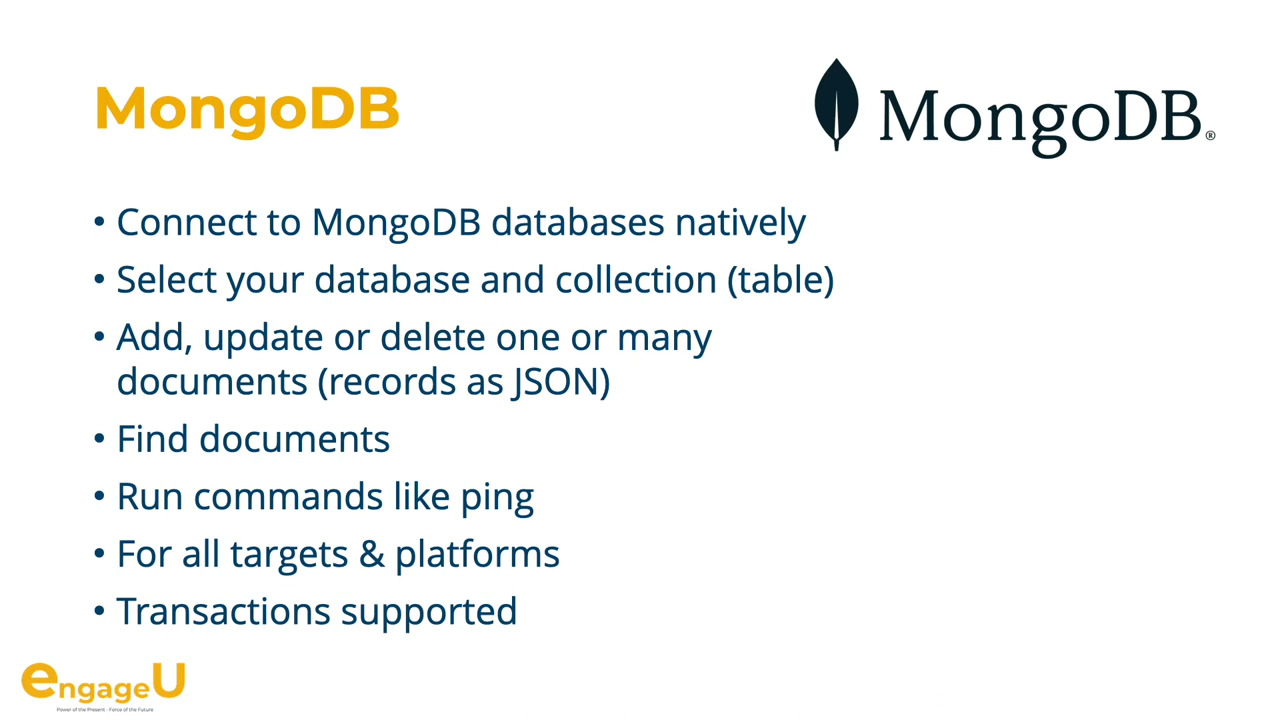 MongoDB
MongoDB®
• Connect to MongoDB databases natively
• Select your database and collection (table)
• Add, update or delete one or many
documents (records as JSON)
• Find documents
• Run commands like ping
• For all targets & platforms
• Transactions supported
engageU
Power of the Present - Force of the Future